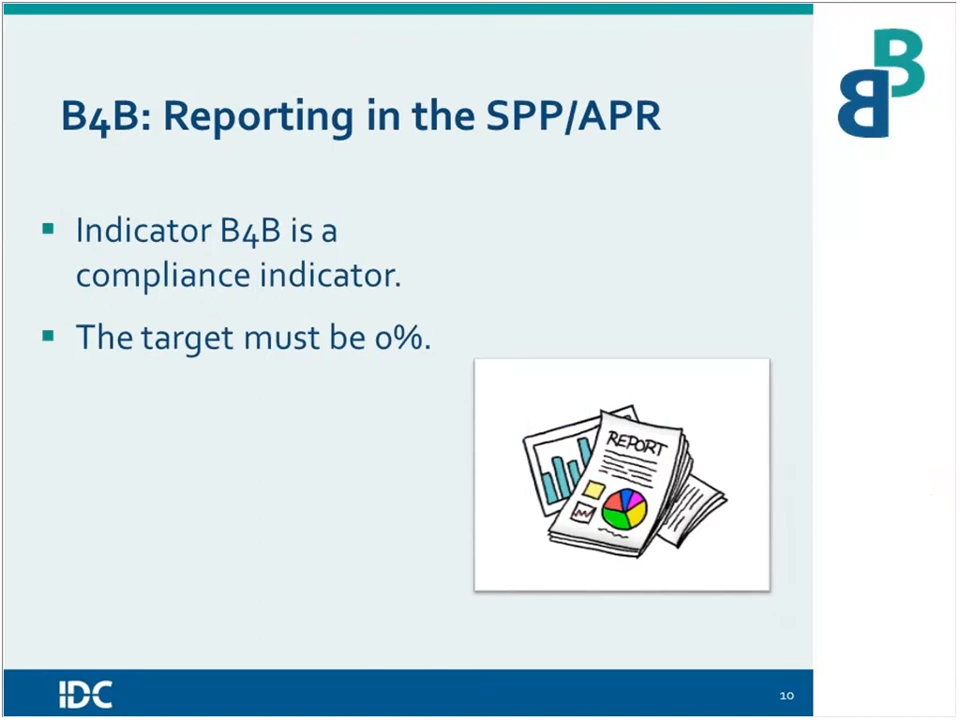 B
B
B4B: Reporting in the SPP/APR
▪ Indicator B4B is a
compliance indicator.
▪ The target must be 0%.
REPORT
IDC
10